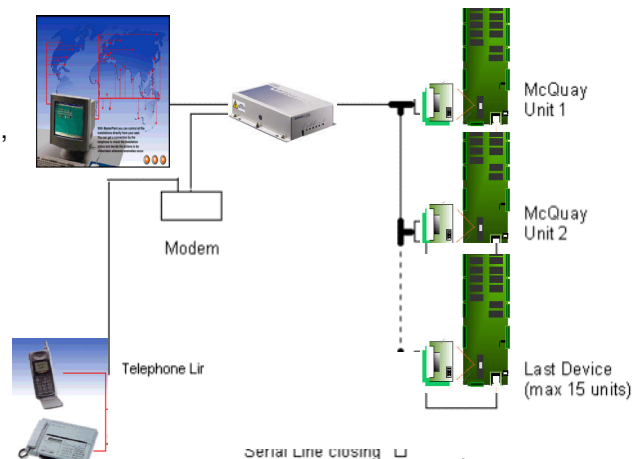 ,
McQuay
Unit 1
McQuay
Unit 2
Modem
Telephone Lir
Last Device
(max 15 units)
Serial Line closing